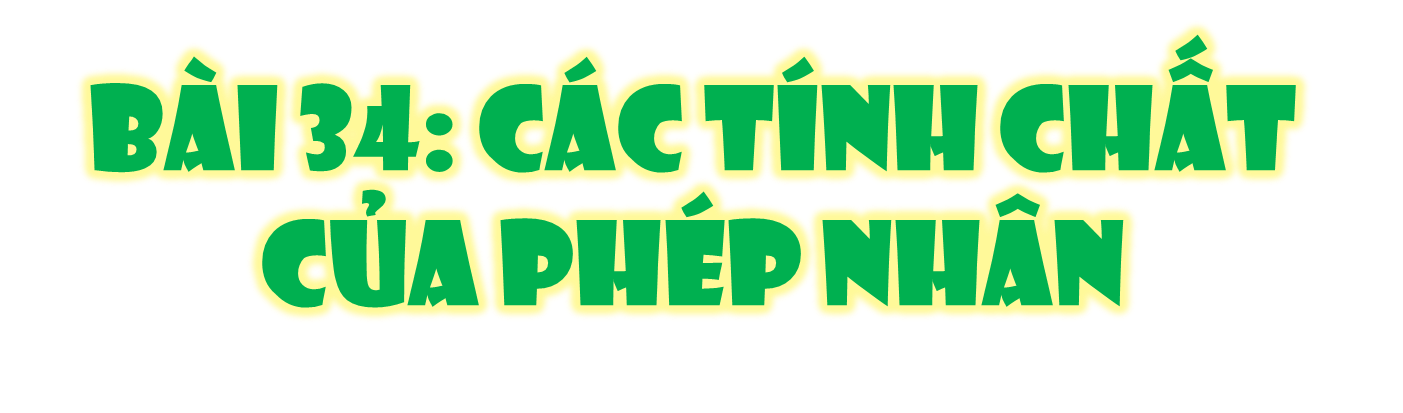 BÀI 34: CÁC TÍNH CHẤT
CỦA PHÉP NHÂN